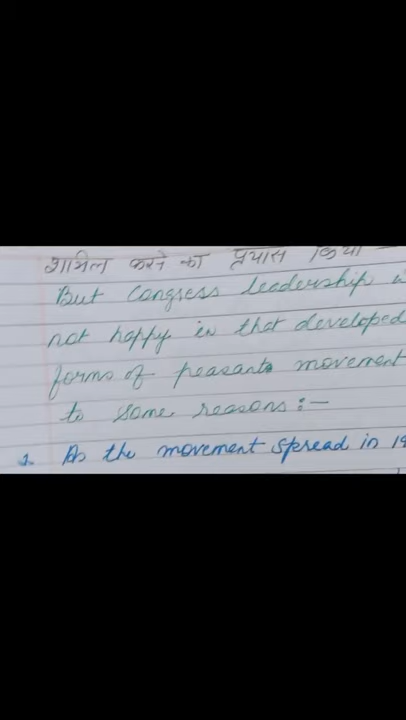 शामिल करने का प्रयास किया
But Congress leadership
not happy in that developed
forms of peasants movement
to some reasons :-
1. As the movement spread in 19